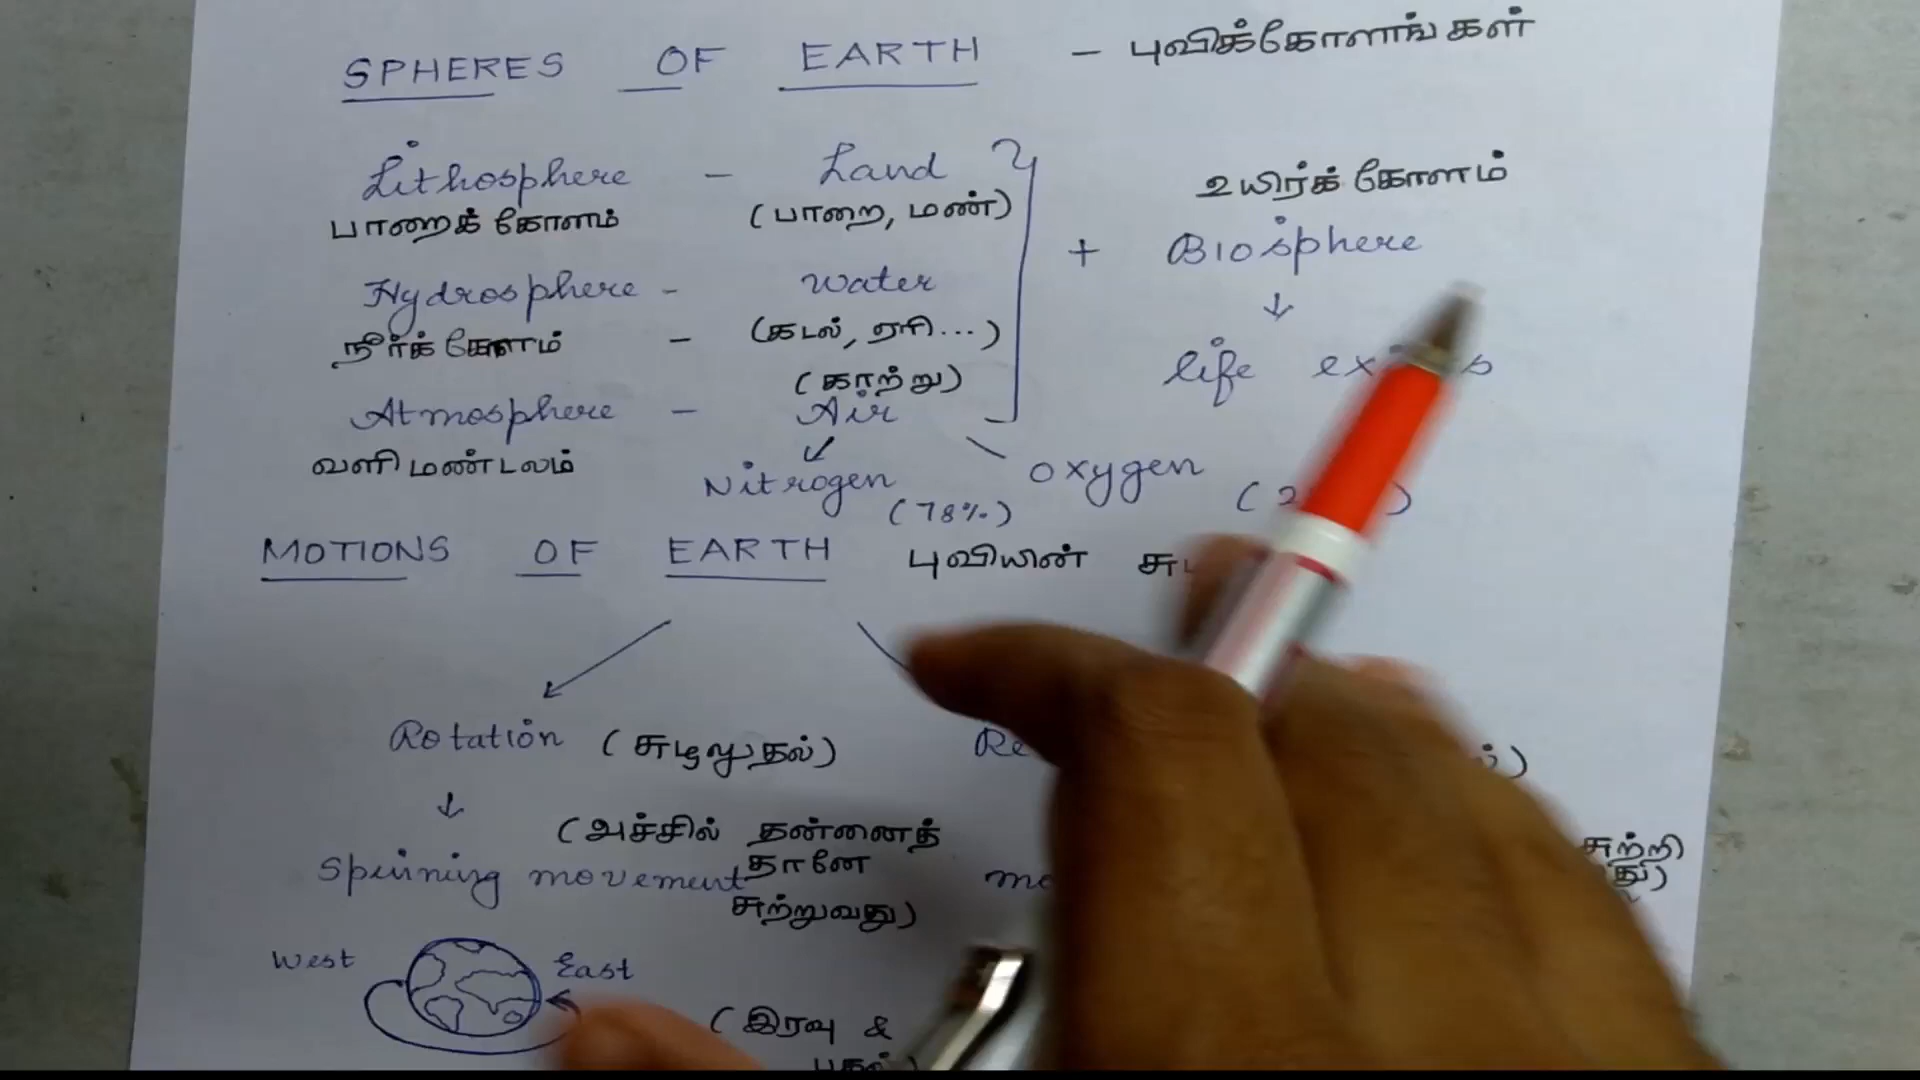 SPHERES OF EARTH - புவிக்கோளங்கள்
Lithosphere - Land
உயிர்க் கோளம்
பாறைக் கோளம் (பாறை, மண்)
+ Biosphere
Hydrosphere - Water
நீர்க் கோளம் - (கடல், ஏரி...)
life
(காற்று)
Atmosphere - Air
வளி மண்டலம்
Nitrogen (78%) Oxygen
MOTIONS OF EARTH புவியின்
Rotation (சுழலுதல்)
(அச்சில் தன்னைத்
Spinning movement தானே
சுற்றி
சுற்றுவது)
West East
(இரவு &
பகல்)